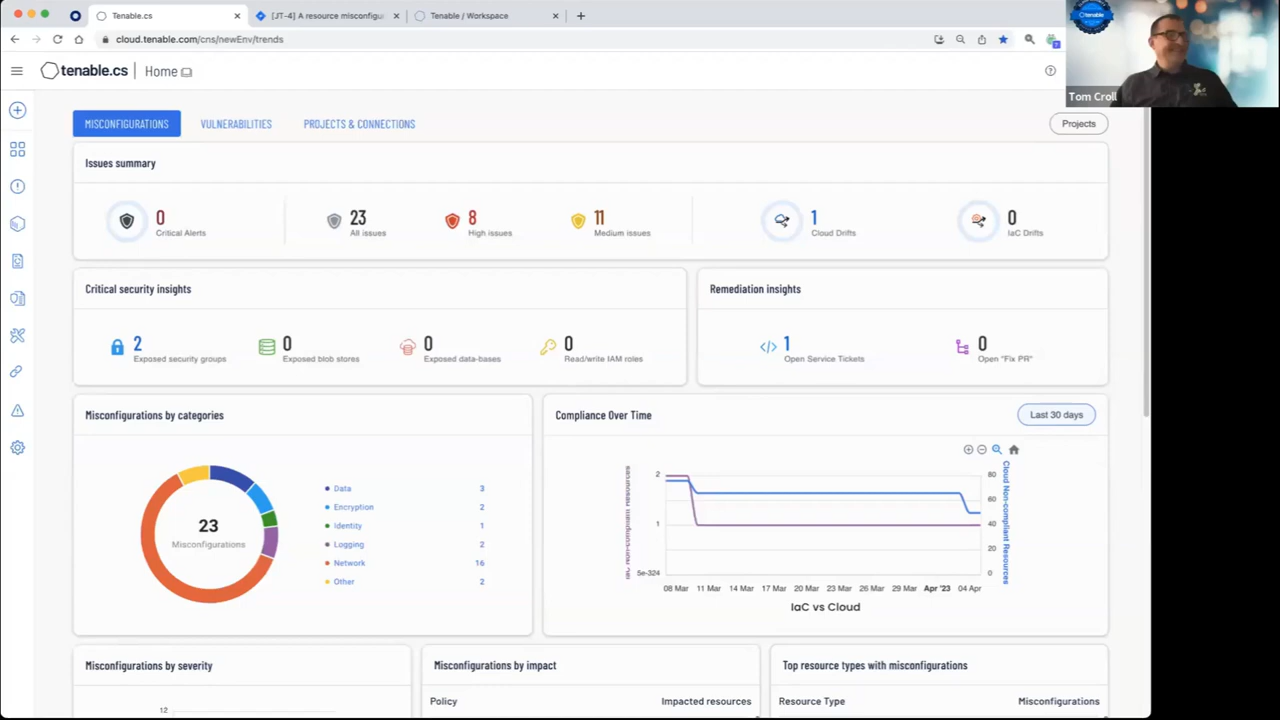 Tenable.cs
[JT-4] A resource misconfigu
Tenable / Workspace
cloud.tenable.com/cns/newEnv/trends
tenable
Tom Croll
tenable.cs
Home
MISCONFIGURATIONS
VULNERABILITIES
PROJECTS & CONNECTIONS
Projects
Issues summary
0
Critical Alerts
23
All issues
8
High issues
11
Medium issues
1
Cloud Drifts
0
IaC Drifts
Critical security insights
2
Exposed security groups
0
Exposed blob stores
0
Exposed data-bases
0
Read/write IAM roles
Remediation insights
1
Open Service Tickets
0
Open "Fix PR"
Misconfigurations by categories
23
Misconfigurations
Data 3
Encryption 2
Identity 1
Logging 2
Network 16
Other 2
Compliance Over Time
Last 30 days
IaC Non-compliant Resources
2
1
5e-324
80
60
40
20
0
Cloud Non-compliant Resources
08 Mar 11 Mar 14 Mar 17 Mar 20 Mar 23 Mar 26 Mar 29 Mar Apr '23 04 Apr
IaC vs Cloud
Misconfigurations by severity
12
Misconfigurations by impact
Policy Impacted resources
Top resource types with misconfigurations
Resource Type Misconfigurations